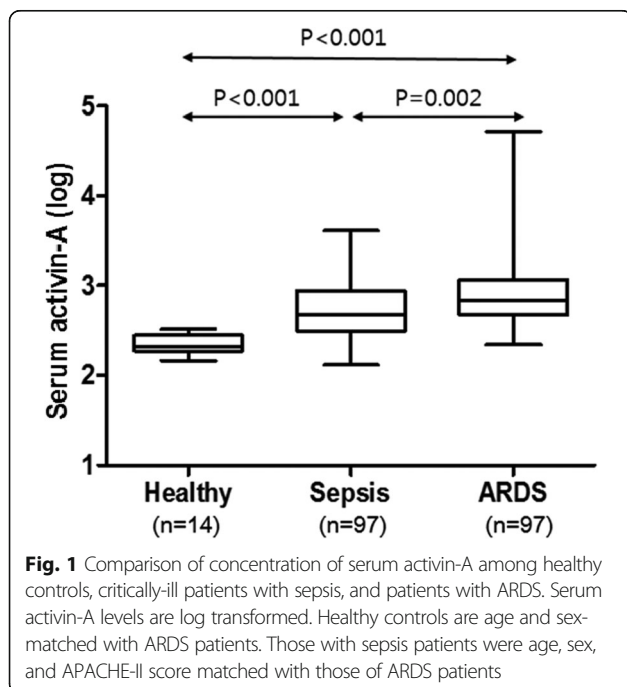 P<0.001
P<0.001 P=0.002
5
4
3
2
1
Serum activin-A (log)
Healthy Sepsis ARDS
(n=14) (n=97) (n=97)
Fig. 1 Comparison of concentration of serum activin-A among healthy
controls, critically-ill patients with sepsis, and patients with ARDS. Serum
activin-A levels are log transformed. Healthy controls are age and sex-
matched with ARDS patients. Those with sepsis patients were age, sex,
and APACHE-II score matched with those of ARDS patients